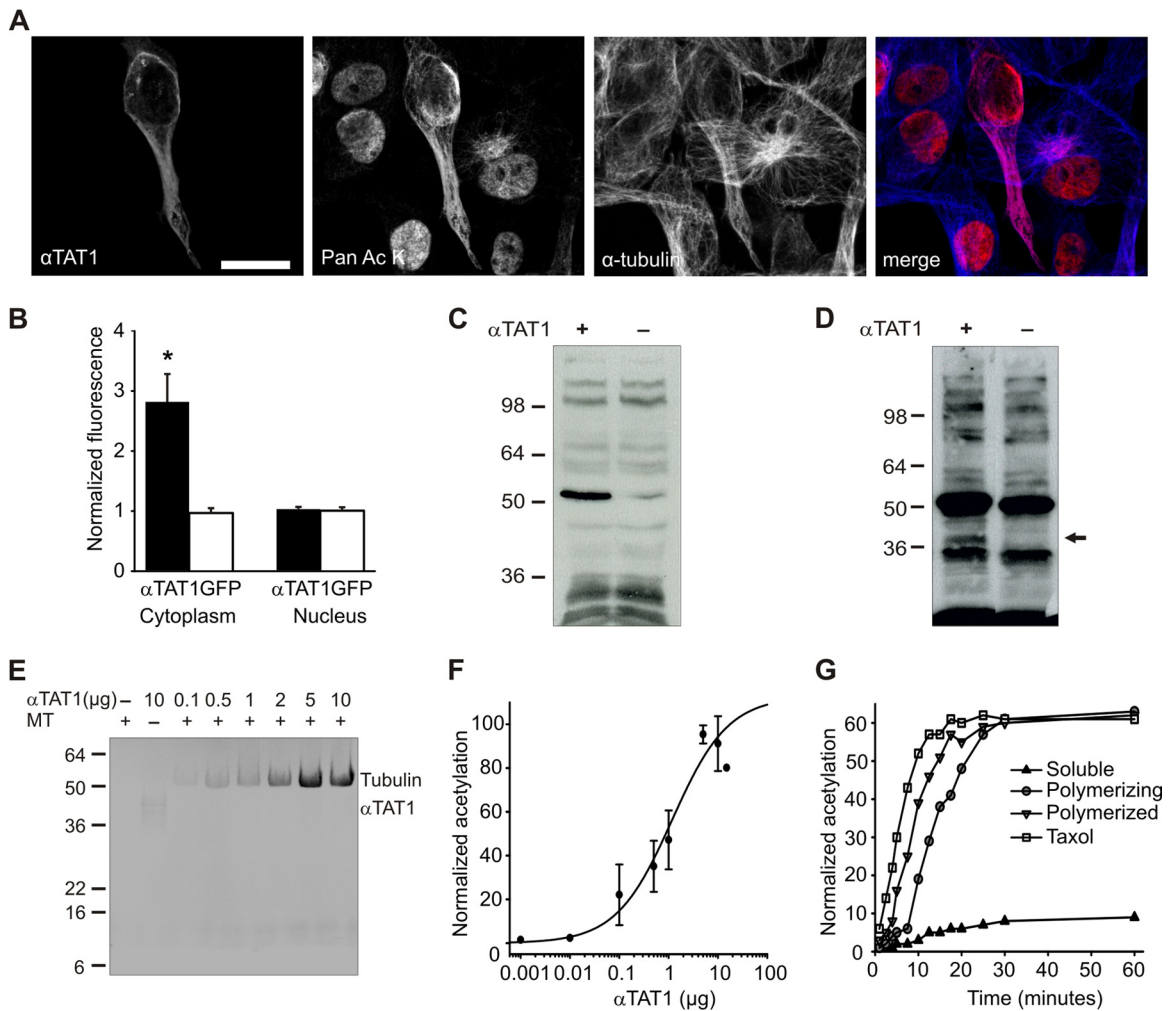 A
αTAT1
Pan Ac K
α-tubulin
merge
B
Normalized fluorescence
4
3
2
1
0
*
αTAT1GFP
αTAT1GFP
Cytoplasm
Nucleus
C
αTAT1 + –
98
64
50
36
D
αTAT1 + –
98
64
50
36
E
αTAT1(µg) – 10 0.1 0.5 1 2 5 10
MT + – + + + + + +
64
50
36
22
16
6
Tubulin
αTAT1
F
Normalized acetylation
100
80
60
40
20
0
0.001 0.01 0.1 1 10 100
αTAT1 (µg)
G
Normalized acetylation
60
50
40
30
20
10
0
Soluble
Polymerizing
Polymerized
Taxol
0 10 20 30 40 50 60
Time (minutes)